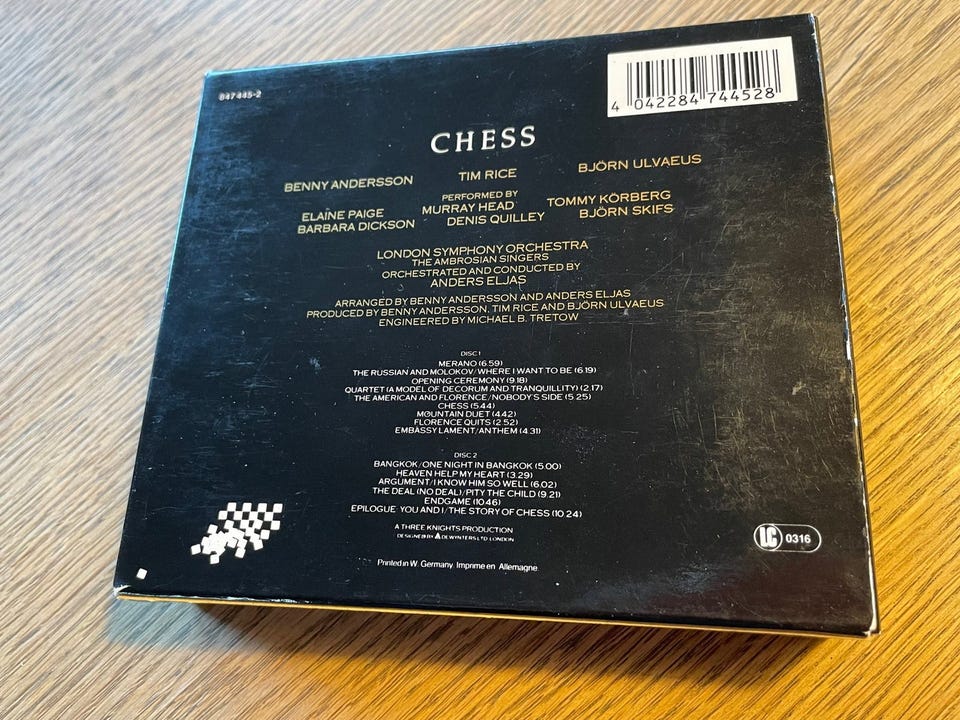 847 445-2
4 042284 744528
CHESS
BENNY ANDERSSON TIM RICE BJÖRN ULVAEUS
PERFORMED BY
ELAINE PAIGE MURRAY HEAD TOMMY KÖRBERG
BARBARA DICKSON DENIS QUILLEY BJÖRN SKIFS
LONDON SYMPHONY ORCHESTRA
THE AMBROSIAN SINGERS
ORCHESTRATED AND CONDUCTED BY
ANDERS ELJAS
ARRANGED BY BENNY ANDERSSON AND ANDERS ELJAS
PRODUCED BY BENNY ANDERSSON, TIM RICE AND BJÖRN ULVAEUS
ENGINEERED BY MICHAEL B. TRETOW
DISC 1
MERANO (6.59)
THE RUSSIAN AND MOLOKOV/WHERE I WANT TO BE (6.19)
OPENING CEREMONY (9.18)
QUARTET (A MODEL OF DECORUM AND TRANQUILLITY) (2.17)
THE AMERICAN AND FLORENCE/NOBODY'S SIDE (5.25)
CHESS (5.44)
MOUNTAIN DUET (4.42)
FLORENCE QUITS (2.52)
EMBASSY LAMENT/ANTHEM (4.31)
DISC 2
BANGKOK/ONE NIGHT IN BANGKOK (5.00)
HEAVEN HELP MY HEART (3.29)
ARGUMENT/I KNOW HIM SO WELL (6.02)
THE DEAL (NO DEAL)/PITY THE CHILD (9.21)
ENDGAME (10.46)
EPILOGUE: YOU AND I/THE STORY OF CHESS (10.24)
A THREE KNIGHTS PRODUCTION
DESIGNED BY DEWYNTERS LTD. LONDON
LC 0316
Printed in W. Germany. Imprimé en Allemagne.